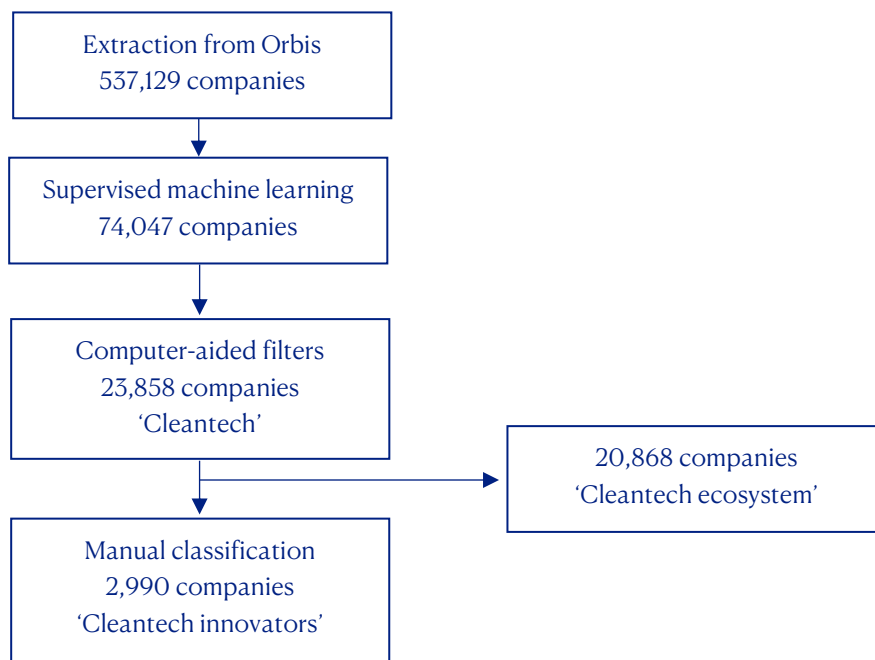 Extraction from Orbis
537,129 companies
Supervised machine learning
74,047 companies
Computer-aided filters
23,858 companies
‘Cleantech’
20,868 companies
‘Cleantech ecosystem’
Manual classification
2,990 companies
‘Cleantech innovators’